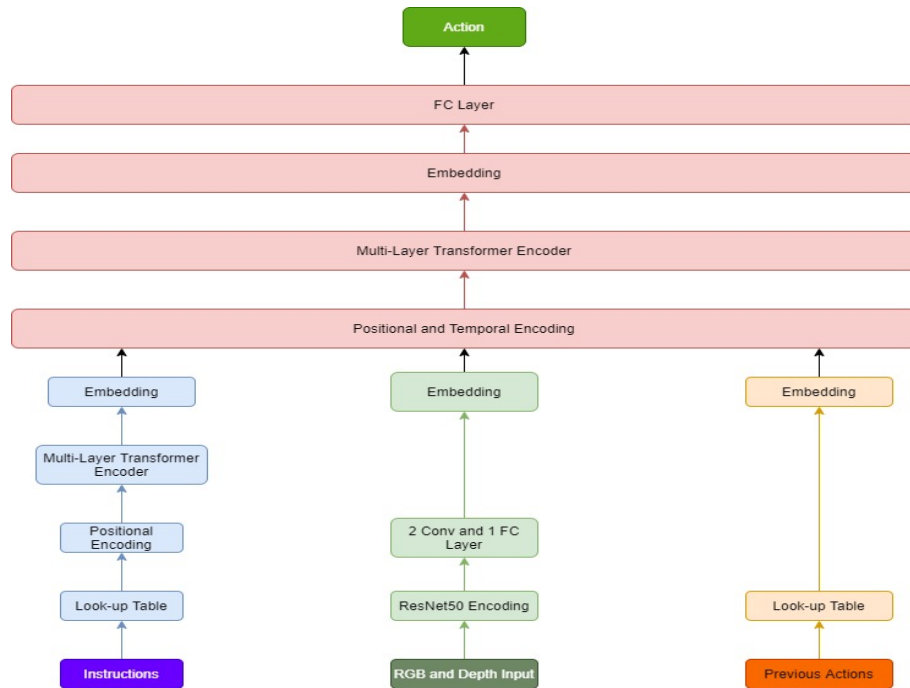 Action
FC Layer
Embedding
Multi-Layer Transformer Encoder
Positional and Temporal Encoding
Embedding
Embedding
Embedding
Multi-Layer Transformer
Encoder
Positional
Encoding
2 Conv and 1 FC
Layer
Look-up Table
ResNet50 Encoding
Look-up Table
Instructions
RGB and Depth Input
Previous Actions